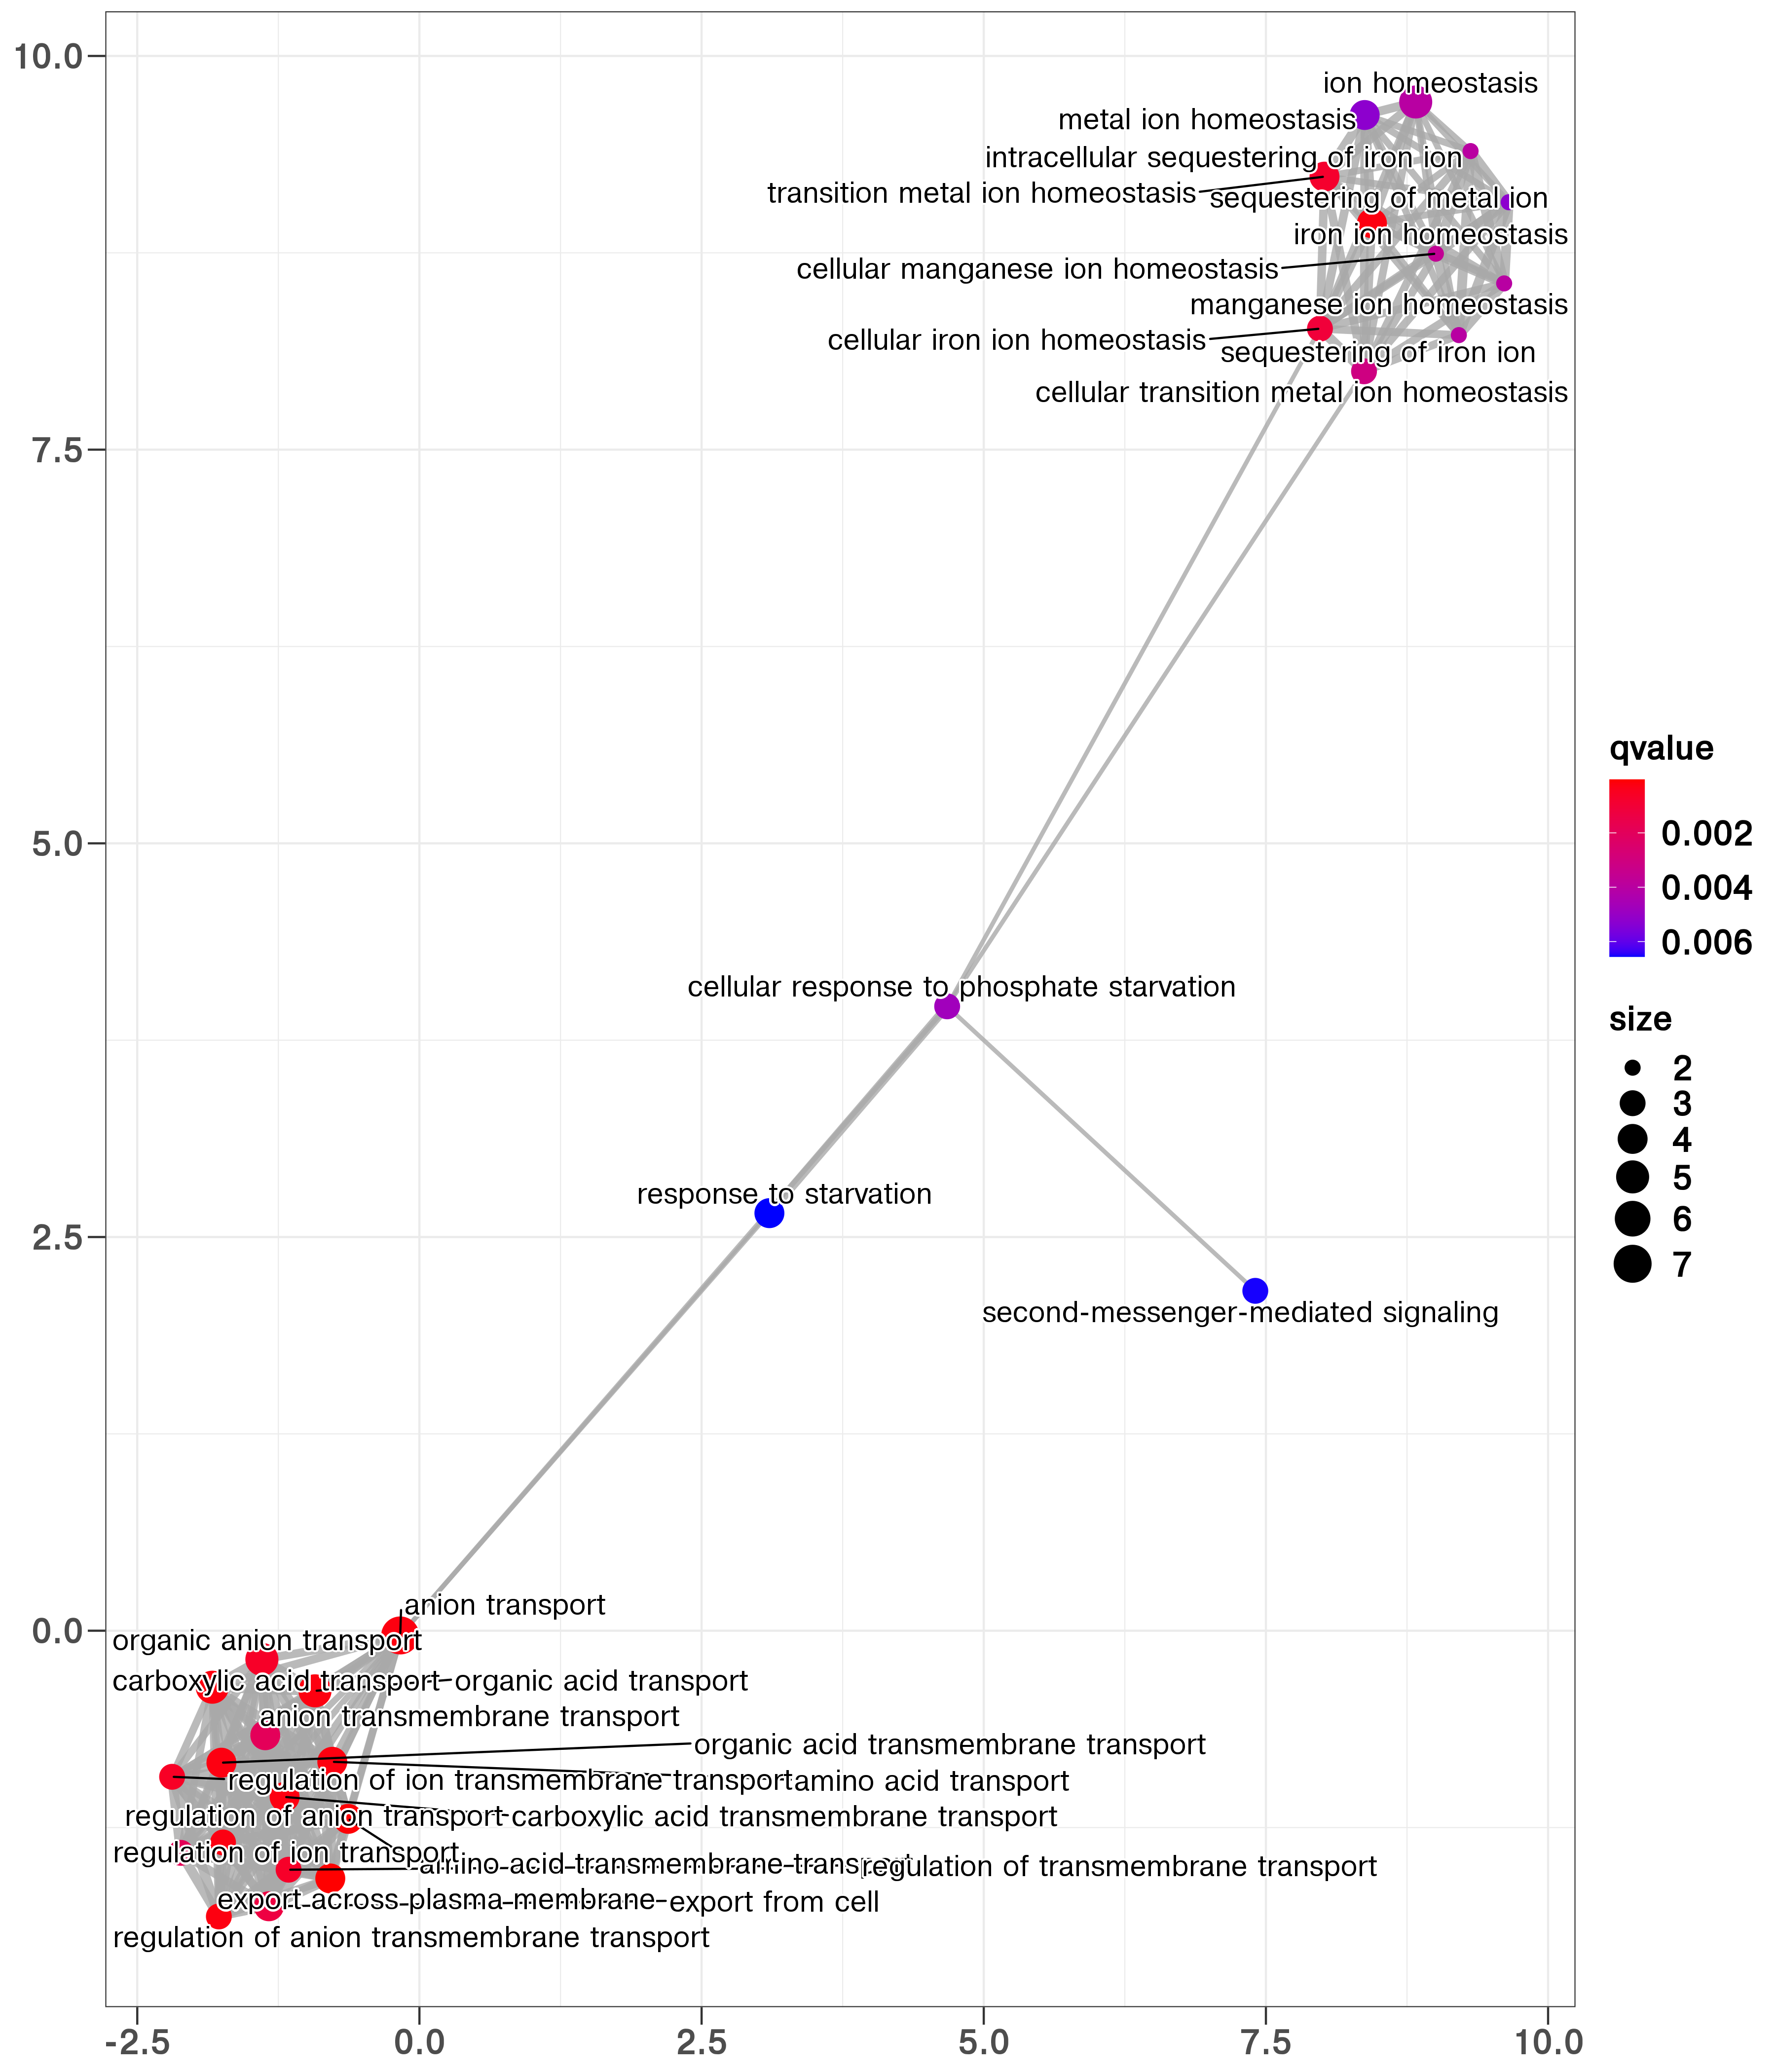 10.0
7.5
5.0
2.5
0.0
ion homeostasis
metal ion homeostasis
intracellular sequestering of iron ion
transition metal ion homeostasis
sequestering of metal ion
iron ion homeostasis
cellular manganese ion homeostasis
manganese ion homeostasis
cellular iron ion homeostasis
sequestering of iron ion
cellular transition metal ion homeostasis
cellular response to phosphate starvation
response to starvation
second-messenger-mediated signaling
anion transport
organic anion transport
carboxylic acid transport
organic acid transport
anion transmembrane transport
organic acid transmembrane transport
regulation of ion transmembrane transport
amino acid transport
regulation of anion transport
carboxylic acid transmembrane transport
regulation of ion transport
amino acid transmembrane transport
regulation of transmembrane transport
export across plasma membrane
export from cell
regulation of anion transmembrane transport
-2.5
0.0
2.5
5.0
7.5
10.0
qvalue
0.002
0.004
0.006
size
2
3
4
5
6
7